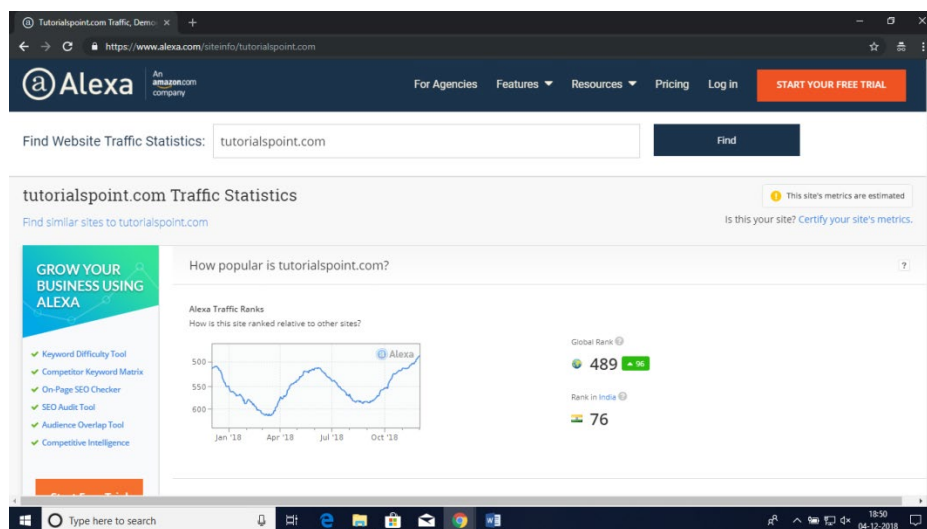 Tutorialspoint.com Traffic, Demo
https://www.alexa.com/siteinfo/tutorialspoint.com
a Alexa
An
amazon.com
company
For Agencies Features Resources Pricing Log in START YOUR FREE TRIAL
Find Website Traffic Statistics: tutorialspoint.com Find
tutorialspoint.com Traffic Statistics
This site's metrics are estimated
Find similar sites to tutorialspoint.com
Is this your site? Certify your site's metrics.
GROW YOUR
BUSINESS USING
ALEXA
Keyword Difficulty Tool
Competitor Keyword Matrix
On-Page SEO Checker
SEO Audit Tool
Audience Overlap Tool
Competitive Intelligence
Start Free Trial
How popular is tutorialspoint.com?
?
Alexa Traffic Ranks
How is this site ranked relative to other sites?
a Alexa
500
550
600
Jan '18 Apr '18 Jul '18 Oct '18
Global Rank
489 96
Rank in India
76
Type here to search
18:50
04-12-2018